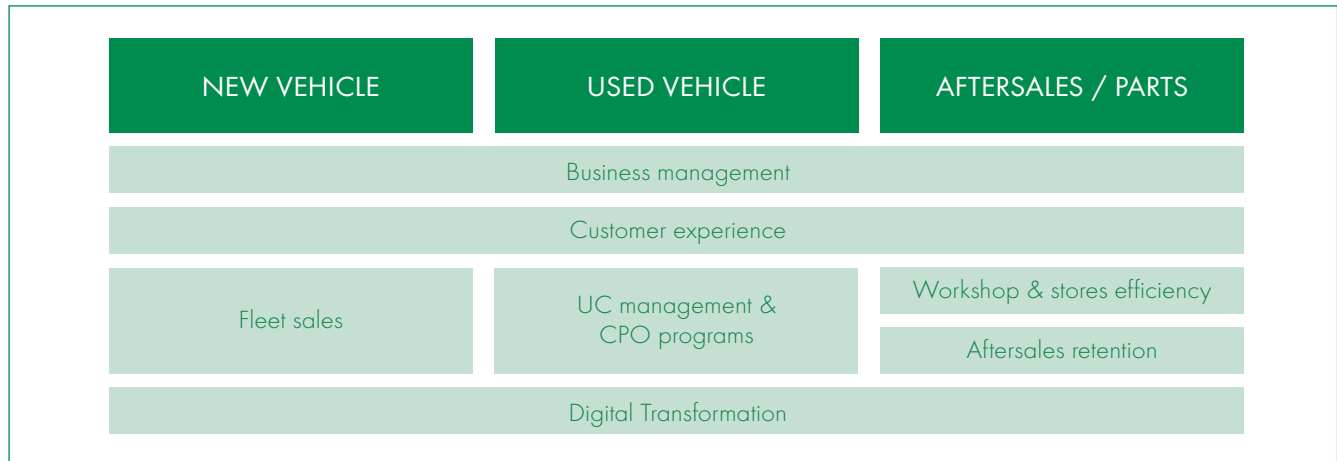 NEW VEHICLE
USED VEHICLE
AFTERSALES / PARTS
Business management
Customer experience
Fleet sales
UC management &
CPO programs
Workshop & stores efficiency
Aftersales retention
Digital Transformation